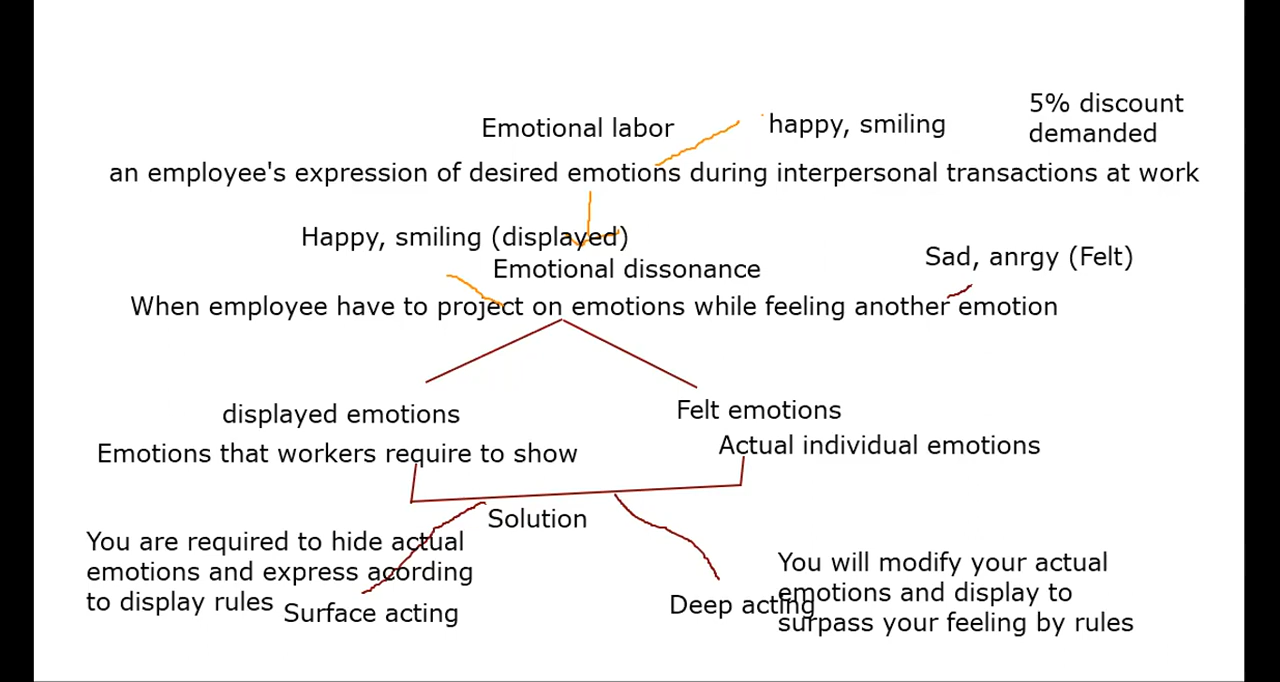 5% discount
demanded
Emotional labor
happy, smiling
an employee's expression of desired emotions during interpersonal transactions at work
Happy, smiling (displayed)
Sad, anrgy (Felt)
Emotional dissonance
When employee have to project on emotions while feeling another emotion
displayed emotions
Felt emotions
Emotions that workers require to show
Actual individual emotions
Solution
You are required to hide actual
emotions and express acording
to display rules
Surface acting
Deep acting
You will modify your actual
emotions and display to
surpass your feeling by rules